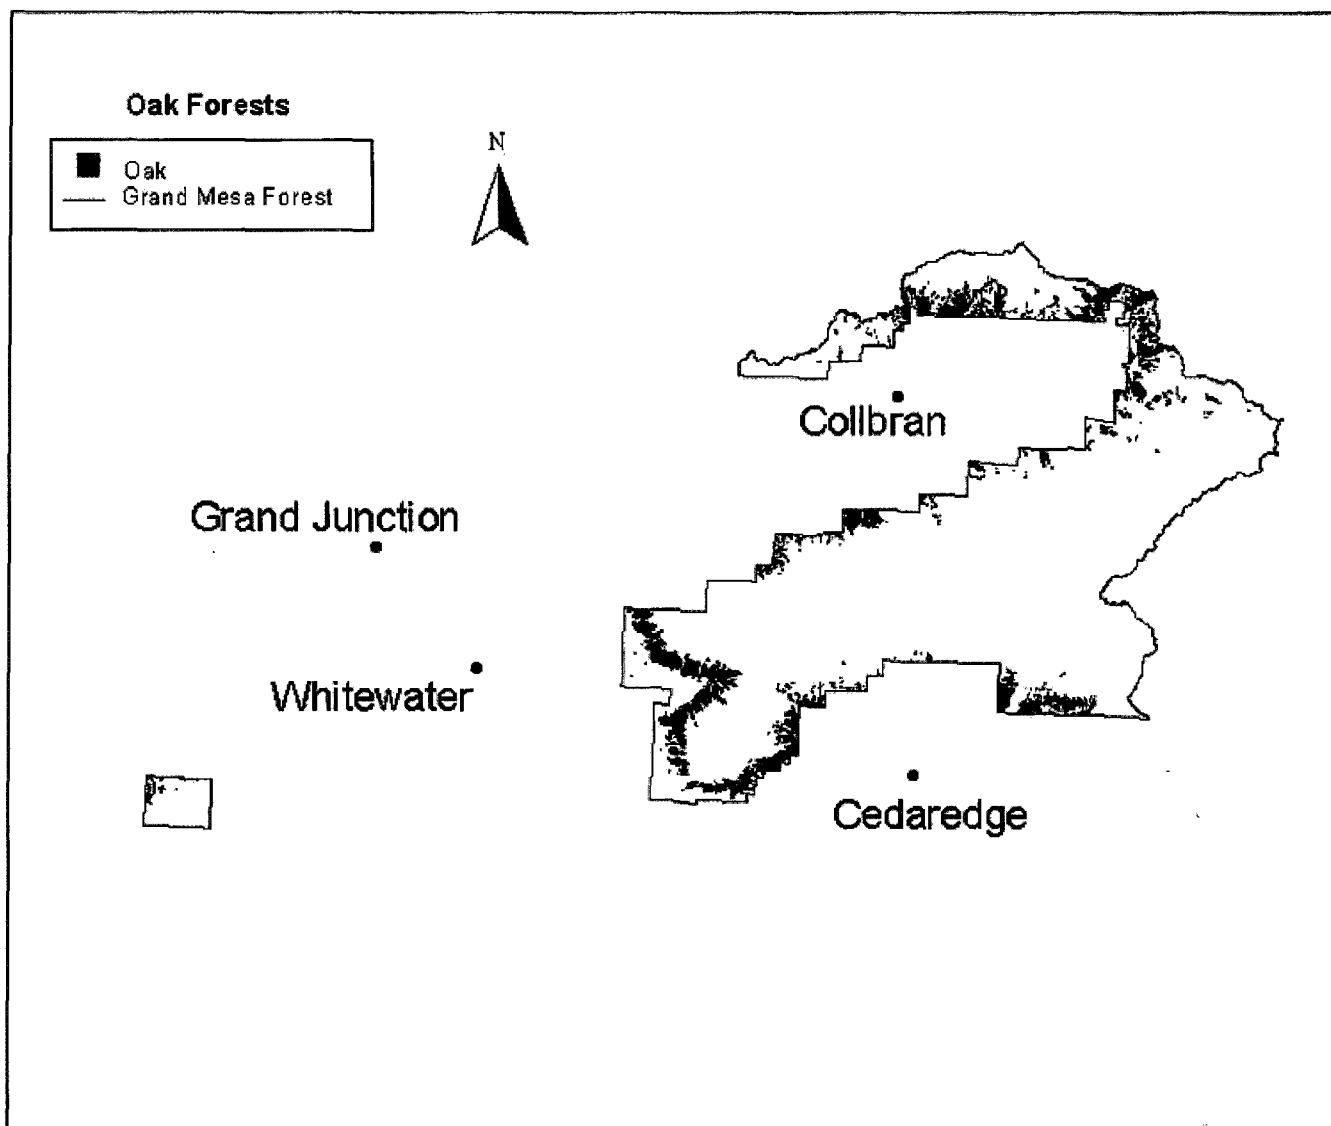 Oak Forests
N
Oak
Grand Mesa Forest
Collbran
Grand Junction
Whitewater
Cedaredge